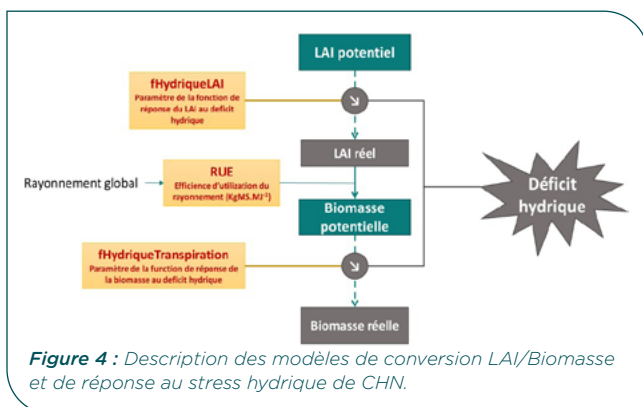 LAI potentiel
fHydriqueLAI
Paramètre de la fonction de
réponse du LAI au deficit
hydrique
LAI réel
Rayonnement global
RUE
Efficience d'utilisation du
rayonnement (KgMS.MJ⁻¹)
Déficit
hydrique
Biomasse
potentielle
fHydriqueTranspiration
Paramètre de la function de réponse de
la biomasse au deficit hydrique
Biomasse réelle
Figure 4 : Description des modèles de conversion LAI/Biomasse
et de réponse au stress hydrique de CHN.